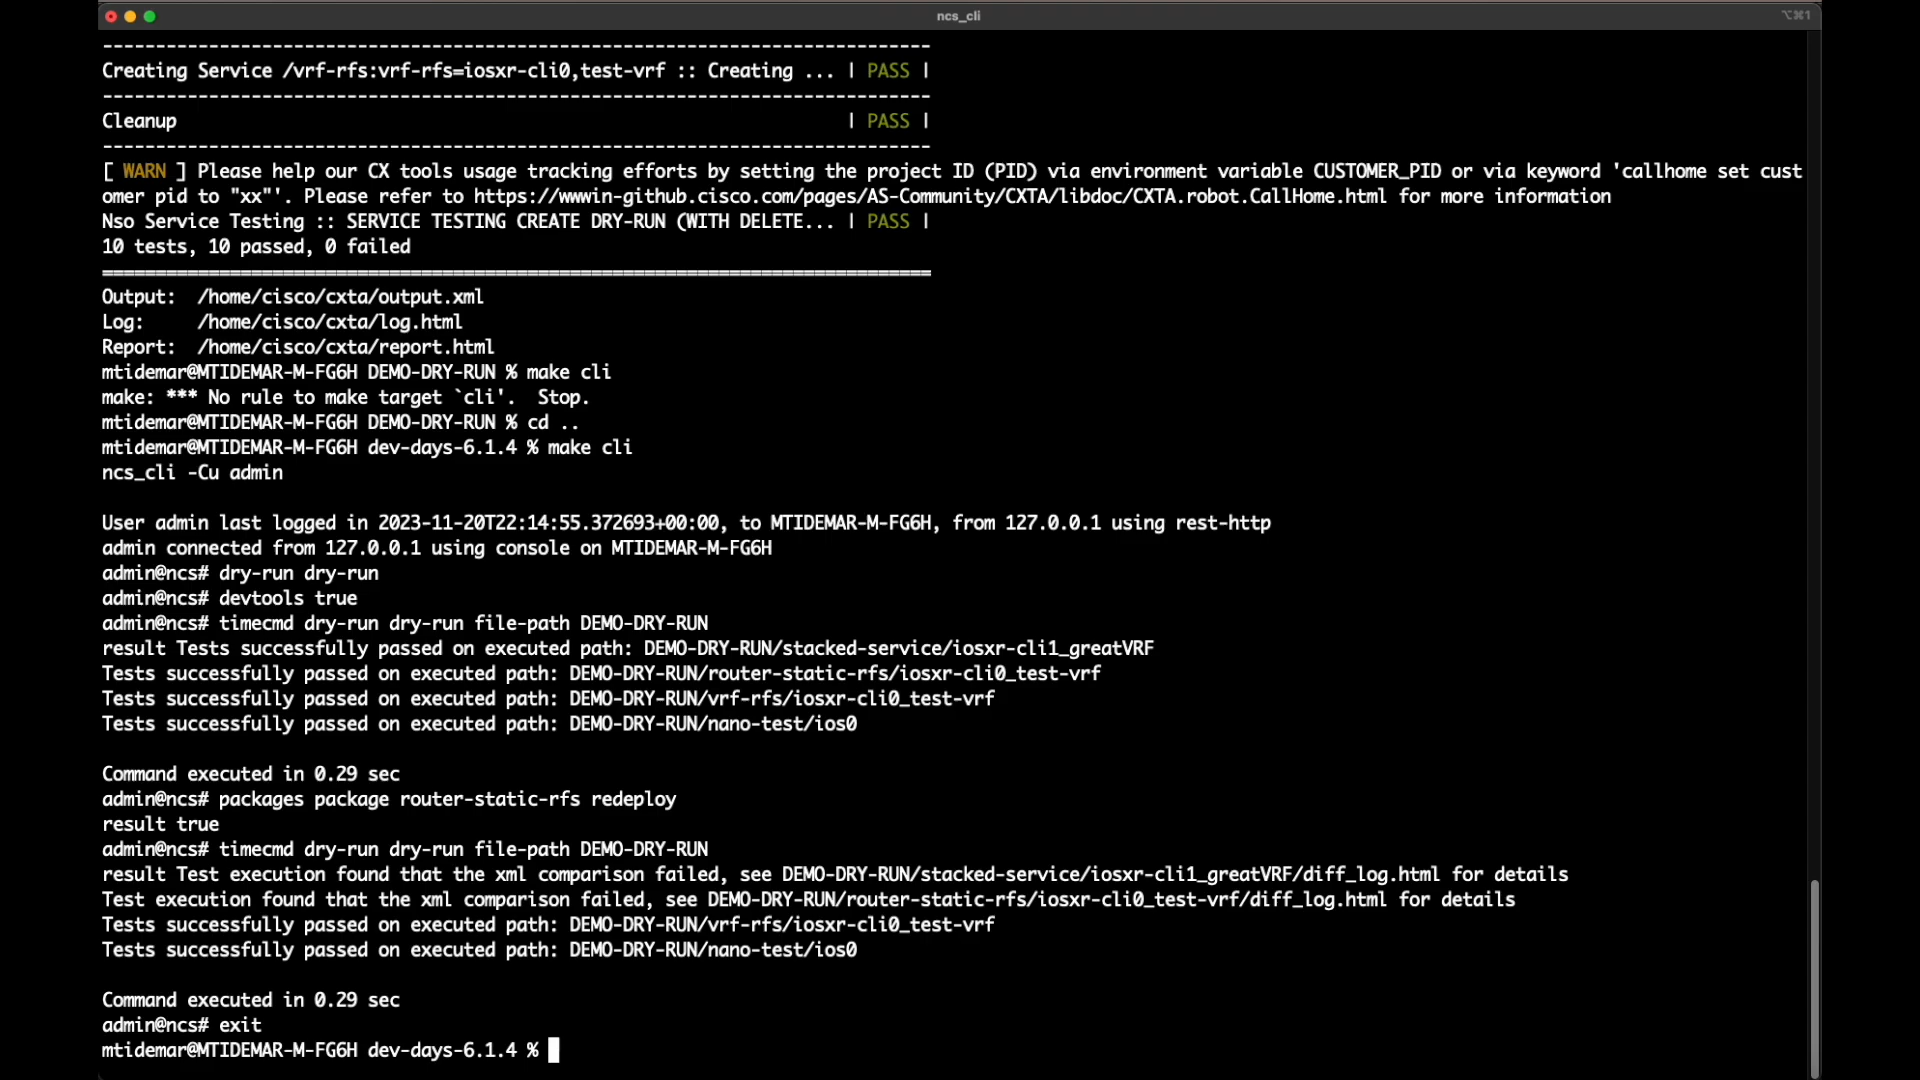 ncs_cli
⌥⌘1
------------------------------------------------------------------------------
Creating Service /vrf-rfs:vrf-rfs=iosxr-cli0,test-vrf :: Creating ... | PASS |
------------------------------------------------------------------------------
Cleanup | PASS |
------------------------------------------------------------------------------
[ WARN ] Please help our CX tools usage tracking efforts by setting the project ID (PID) via environment variable CUSTOMER_PID or via keyword 'callhome set cust
omer pid to "xx"'. Please refer to https://wwwin-github.cisco.com/pages/AS-Community/CXTA/libdoc/CXTA.robot.CallHome.html for more information
Nso Service Testing :: SERVICE TESTING CREATE DRY-RUN (WITH DELETE... | PASS |
10 tests, 10 passed, 0 failed
==============================================================================
Output:  /home/cisco/cxta/output.xml
Log:     /home/cisco/cxta/log.html
Report:  /home/cisco/cxta/report.html
mtidemar@MTIDEMAR-M-FG6H DEMO-DRY-RUN % make cli
make: *** No rule to make target `cli'.  Stop.
mtidemar@MTIDEMAR-M-FG6H DEMO-DRY-RUN % cd ..
mtidemar@MTIDEMAR-M-FG6H dev-days-6.1.4 % make cli
ncs_cli -Cu admin
User admin last logged in 2023-11-20T22:14:55.372693+00:00, to MTIDEMAR-M-FG6H, from 127.0.0.1 using rest-http
admin connected from 127.0.0.1 using console on MTIDEMAR-M-FG6H
admin@ncs# dry-run dry-run
admin@ncs# devtools true
admin@ncs# timecmd dry-run dry-run file-path DEMO-DRY-RUN
result Tests successfully passed on executed path: DEMO-DRY-RUN/stacked-service/iosxr-cli1_greatVRF
Tests successfully passed on executed path: DEMO-DRY-RUN/router-static-rfs/iosxr-cli0_test-vrf
Tests successfully passed on executed path: DEMO-DRY-RUN/vrf-rfs/iosxr-cli0_test-vrf
Tests successfully passed on executed path: DEMO-DRY-RUN/nano-test/ios0
Command executed in 0.29 sec
admin@ncs# packages package router-static-rfs redeploy
result true
admin@ncs# timecmd dry-run dry-run file-path DEMO-DRY-RUN
result Test execution found that the xml comparison failed, see DEMO-DRY-RUN/stacked-service/iosxr-cli1_greatVRF/diff_log.html for details
Test execution found that the xml comparison failed, see DEMO-DRY-RUN/router-static-rfs/iosxr-cli0_test-vrf/diff_log.html for details
Tests successfully passed on executed path: DEMO-DRY-RUN/vrf-rfs/iosxr-cli0_test-vrf
Tests successfully passed on executed path: DEMO-DRY-RUN/nano-test/ios0
Command executed in 0.29 sec
admin@ncs# exit
mtidemar@MTIDEMAR-M-FG6H dev-days-6.1.4 %